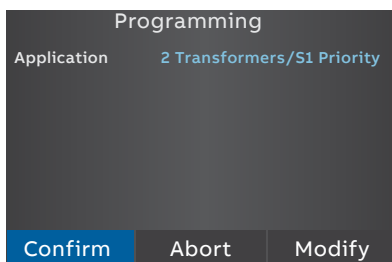 Programming
Application 2 Transformers/S1 Priority
Confirm Abort Modify